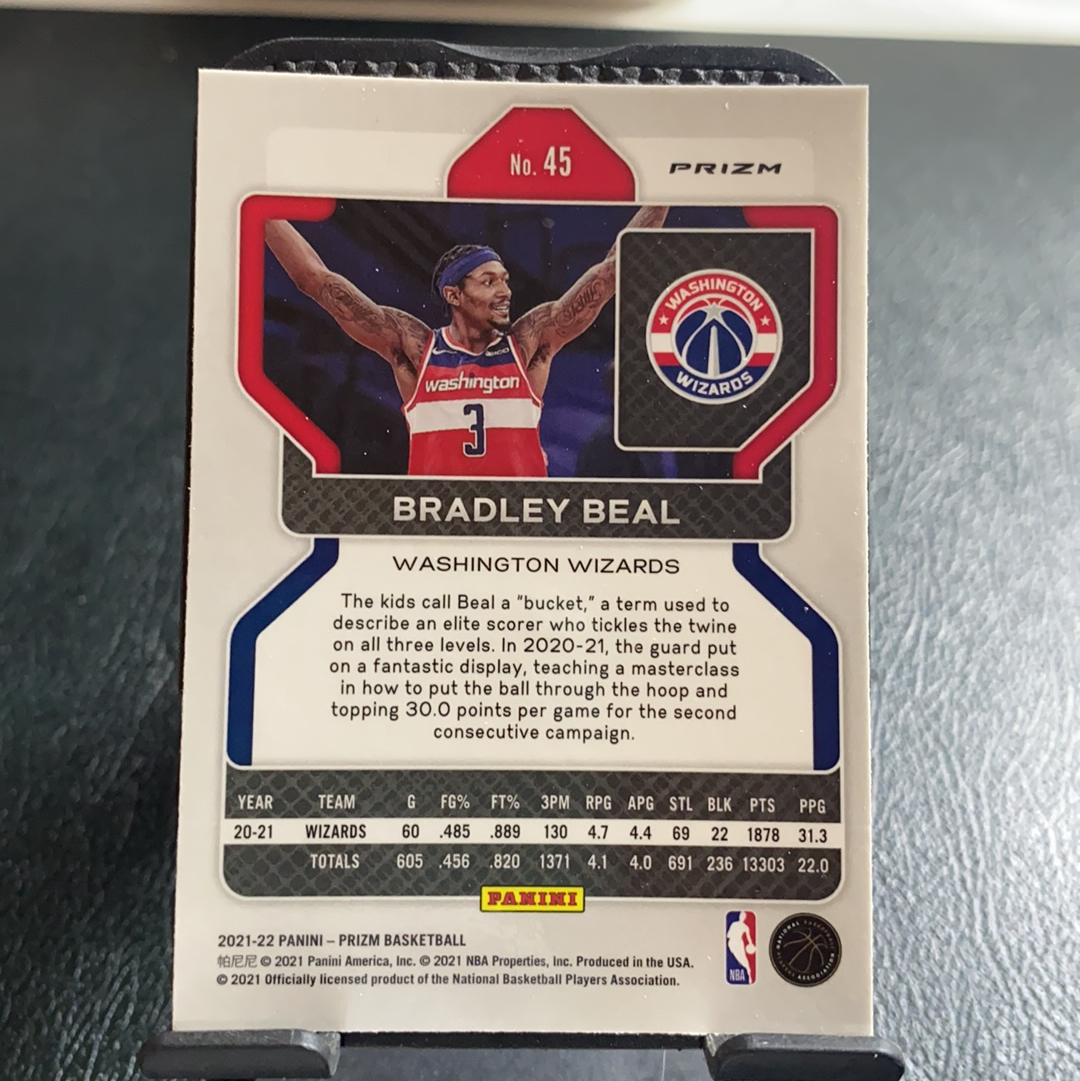 No. 45
PRIZM
WASHINGTON
WIZARDS
GEICO
washington
3
BRADLEY BEAL
WASHINGTON WIZARDS
The kids call Beal a "bucket," a term used to
describe an elite scorer who tickles the twine
on all three levels. In 2020-21, the guard put
on a fantastic display, teaching a masterclass
in how to put the ball through the hoop and
topping 30.0 points per game for the second
consecutive campaign.
YEAR TEAM G FG% FT% 3PM RPG APG STL BLK PTS PPG
20-21 WIZARDS 60 .485 .889 130 4.7 4.4 69 22 1878 31.3
TOTALS 605 .456 .820 1371 4.1 4.0 691 236 13303 22.0
PANINI
2021-22 PANINI – PRIZM BASKETBALL
帕尼尼 © 2021 Panini America, Inc. © 2021 NBA Properties, Inc. Produced in the USA.
© 2021 Officially licensed product of the National Basketball Players Association.
NBA
NATIONAL BASKETBALL
PLAYERS ASSOCIATION